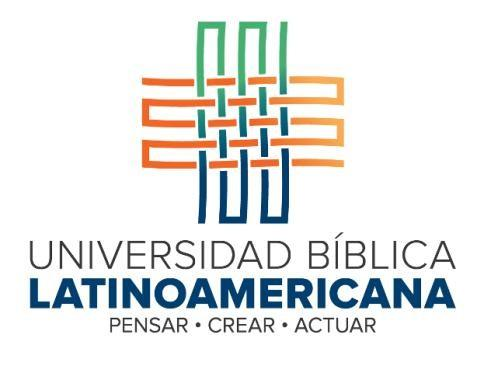 UNIVERSIDAD BÍBLICA
LATINOAMERICANA
PENSAR • CREAR • ACTUAR